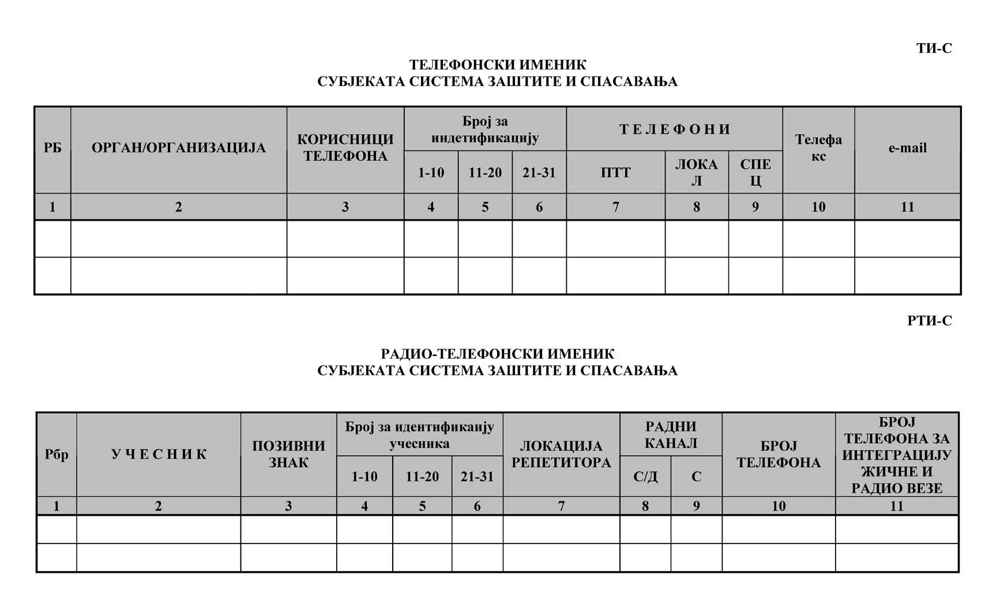 ТИ-С
ТЕЛЕФОНСКИ ИМЕНИК
СУБЈЕКАТА СИСТЕМА ЗАШТИТЕ И СПАСАВАЊА
РБ
ОРГАН/ОРГАНИЗАЦИЈА
КОРИСНИЦИ
ТЕЛЕФОНА
Број за
индетификацију
1-10 11-20 21-31
Т Е Л Е Ф О Н И
ПТТ
ЛОКА
Л
СПЕ
Ц
Телефа
кс
e-mail
1 2 3 4 5 6 7 8 9 10 11
РТИ-С
РАДИО-ТЕЛЕФОНСКИ ИМЕНИК
СУБЈЕКАТА СИСТЕМА ЗАШТИТЕ И СПАСАВАЊА
Рбр
У Ч Е С Н И К
ПОЗИВНИ
ЗНАК
Број за идентификаију
учесника
1-10 11-20 21-31
ЛОКАЦИЈА
РЕПЕТИТОРА
РАДНИ
КАНАЛ
С/Д С
БРОЈ
ТЕЛЕФОНА
БРОЈ
ТЕЛЕФОНА ЗА
ИНТЕГРАЦИЈУ
ЖИЧНЕ И
РАДИО ВЕЗЕ
1 2 3 4 5 6 7 8 9 10 11